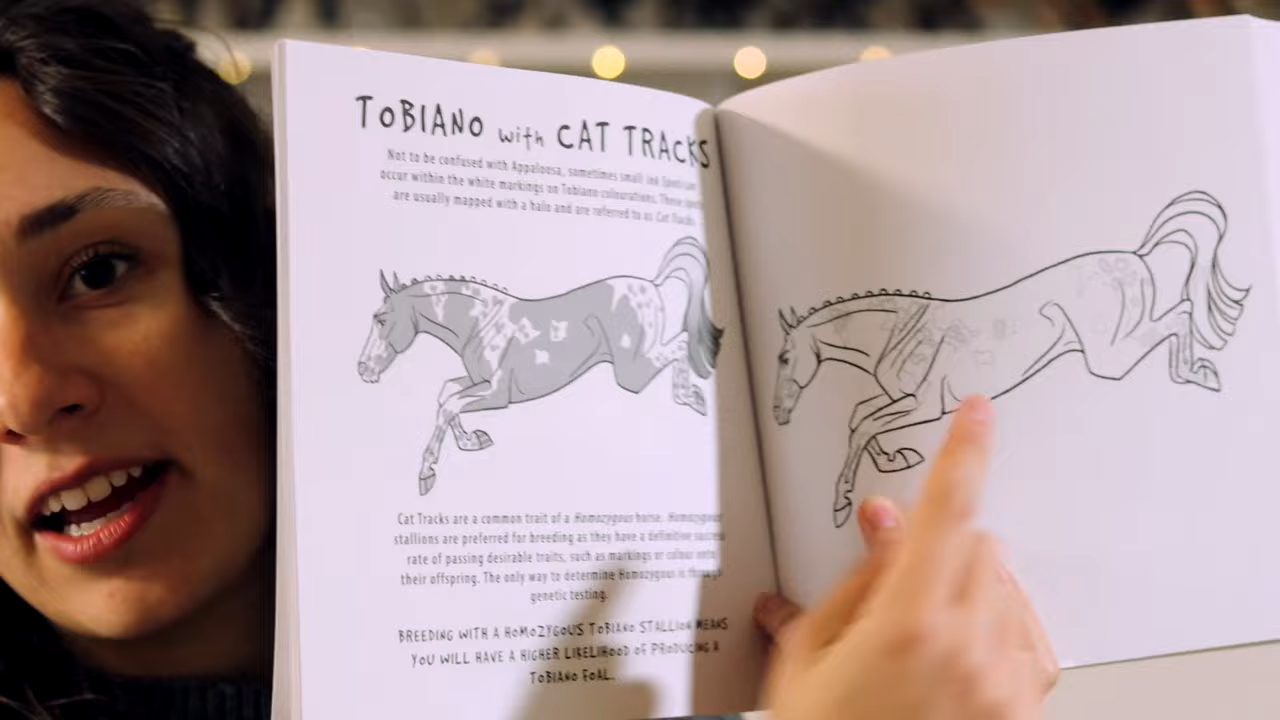 TOBIANO with CAT TRACKS
Not to be confused with Appaloosa, sometimes small ink Spots can
occur within the white markings on Tobiano colourations. These spots
are usually mapped with a halo and are referred to as Cat Tracks.
Cat Tracks are a common trait of a Homozygous horse. Homozygous
stallions are preferred for breeding as they have a definitive success
rate of passing desirable traits, such as markings or colour onto
their offspring. The only way to determine Homozygous is through
genetic testing.
BREEDING WITH A HOMOZYGOUS TOBIANO STALLION MEANS
YOU WILL HAVE A HIGHER LIKELIHOOD OF PRODUCING A
TOBIANO FOAL.